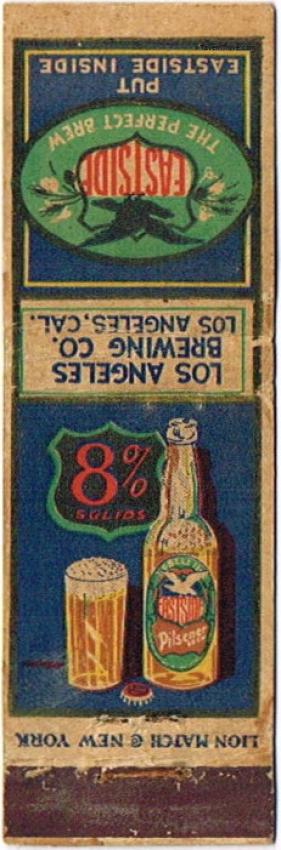 EASTSIDE
THE PERFECT BREW
PUT
EASTSIDE INSIDE
LOS ANGELES
BREWING CO.
LOS ANGELES, CAL.
8%
SOLIDS
EASTSIDE
Pilsener
LION MATCH © NEW YORK